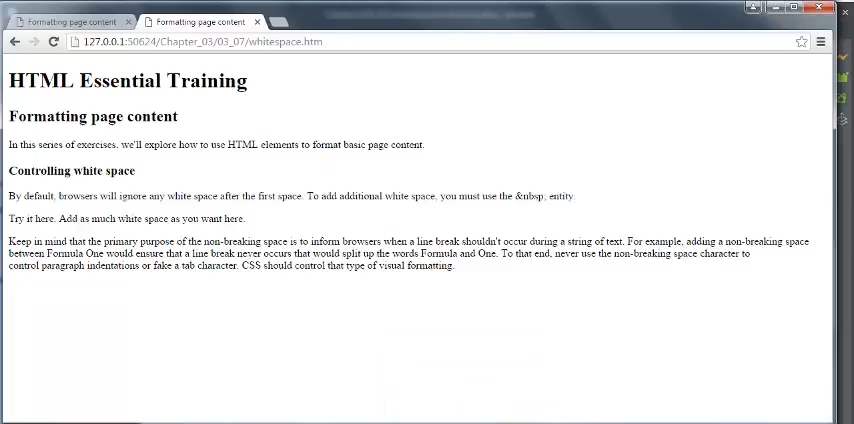 Formatting page content
Formatting page content
127.0.0.1:50624/Chapter_03/03_07/whitespace.htm
HTML Essential Training
Formatting page content
In this series of exercises, we'll explore how to use HTML elements to format basic page content.
Controlling white space
By default, browsers will ignore any white space after the first space. To add additional white space, you must use the &nbsp; entity.
Try it here. Add as much white space as you want here.
Keep in mind that the primary purpose of the non-breaking space is to inform browsers when a line break shouldn't occur during a string of text. For example, adding a non-breaking space
between Formula One would ensure that a line break never occurs that would split up the words Formula and One. To that end, never use the non-breaking space character to
control paragraph indentations or fake a tab character. CSS should control that type of visual formatting.